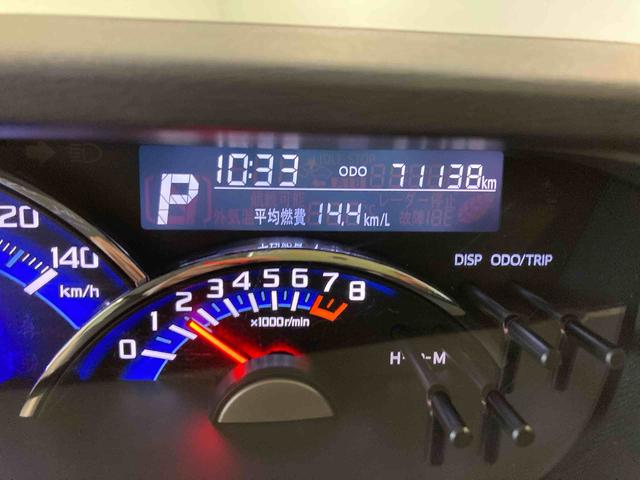 10:33 ODO 71138km
P
平均燃費 14.4km/L
DISP ODO/TRIP
20 140
km/h
0 1 2 3 4 5 6 7 8
×1000r/min